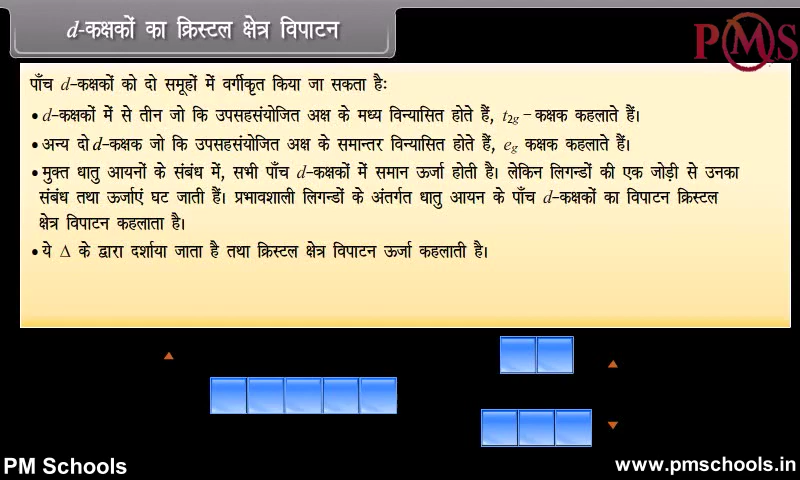 d-कक्षकों का क्रिस्टल क्षेत्र विपाटन
PMS
पाँच d-कक्षकों को दो समूहों में वर्गीकृत किया जा सकता हैः
• d-कक्षकों में से तीन जो कि उपसहसंयोजित अक्ष के मध्य विन्यासित होते हैं, t2g - कक्षक कहलाते हैं।
• अन्य दो d-कक्षक जो कि उपसहसंयोजित अक्ष के समान्तर विन्यासित होते हैं, eg कक्षक कहलाते हैं।
• मुक्त धातु आयनों के संबंध में, सभी पाँच d-कक्षकों में समान ऊर्जा होती है। लेकिन लिगन्डों की एक जोड़ी से उनका
संबंध तथा ऊर्जाएं घट जाती हैं। प्रभावशाली लिगन्डों के अंतर्गत धातु आयन के पाँच d-कक्षकों का विपाटन क्रिस्टल
क्षेत्र विपाटन कहलाता है।
• ये Δ के द्वारा दर्शाया जाता है तथा क्रिस्टल क्षेत्र विपाटन ऊर्जा कहलाती है।
PM Schools
www.pmschools.in